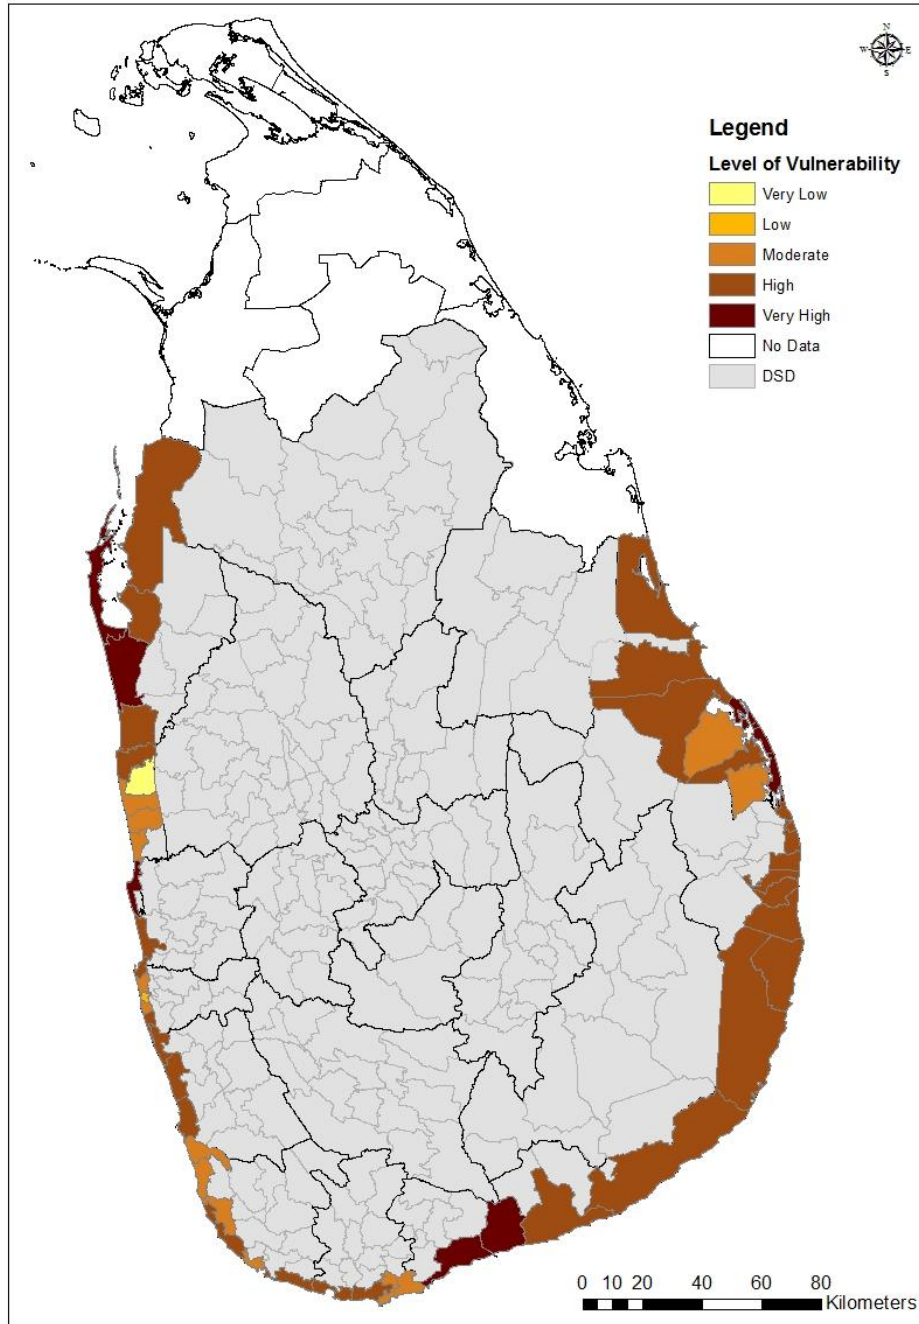 N
W E
S
Legend
Level of Vulnerability
Very Low
Low
Moderate
High
Very High
No Data
DSD
0 10 20 40 60 80
Kilometers